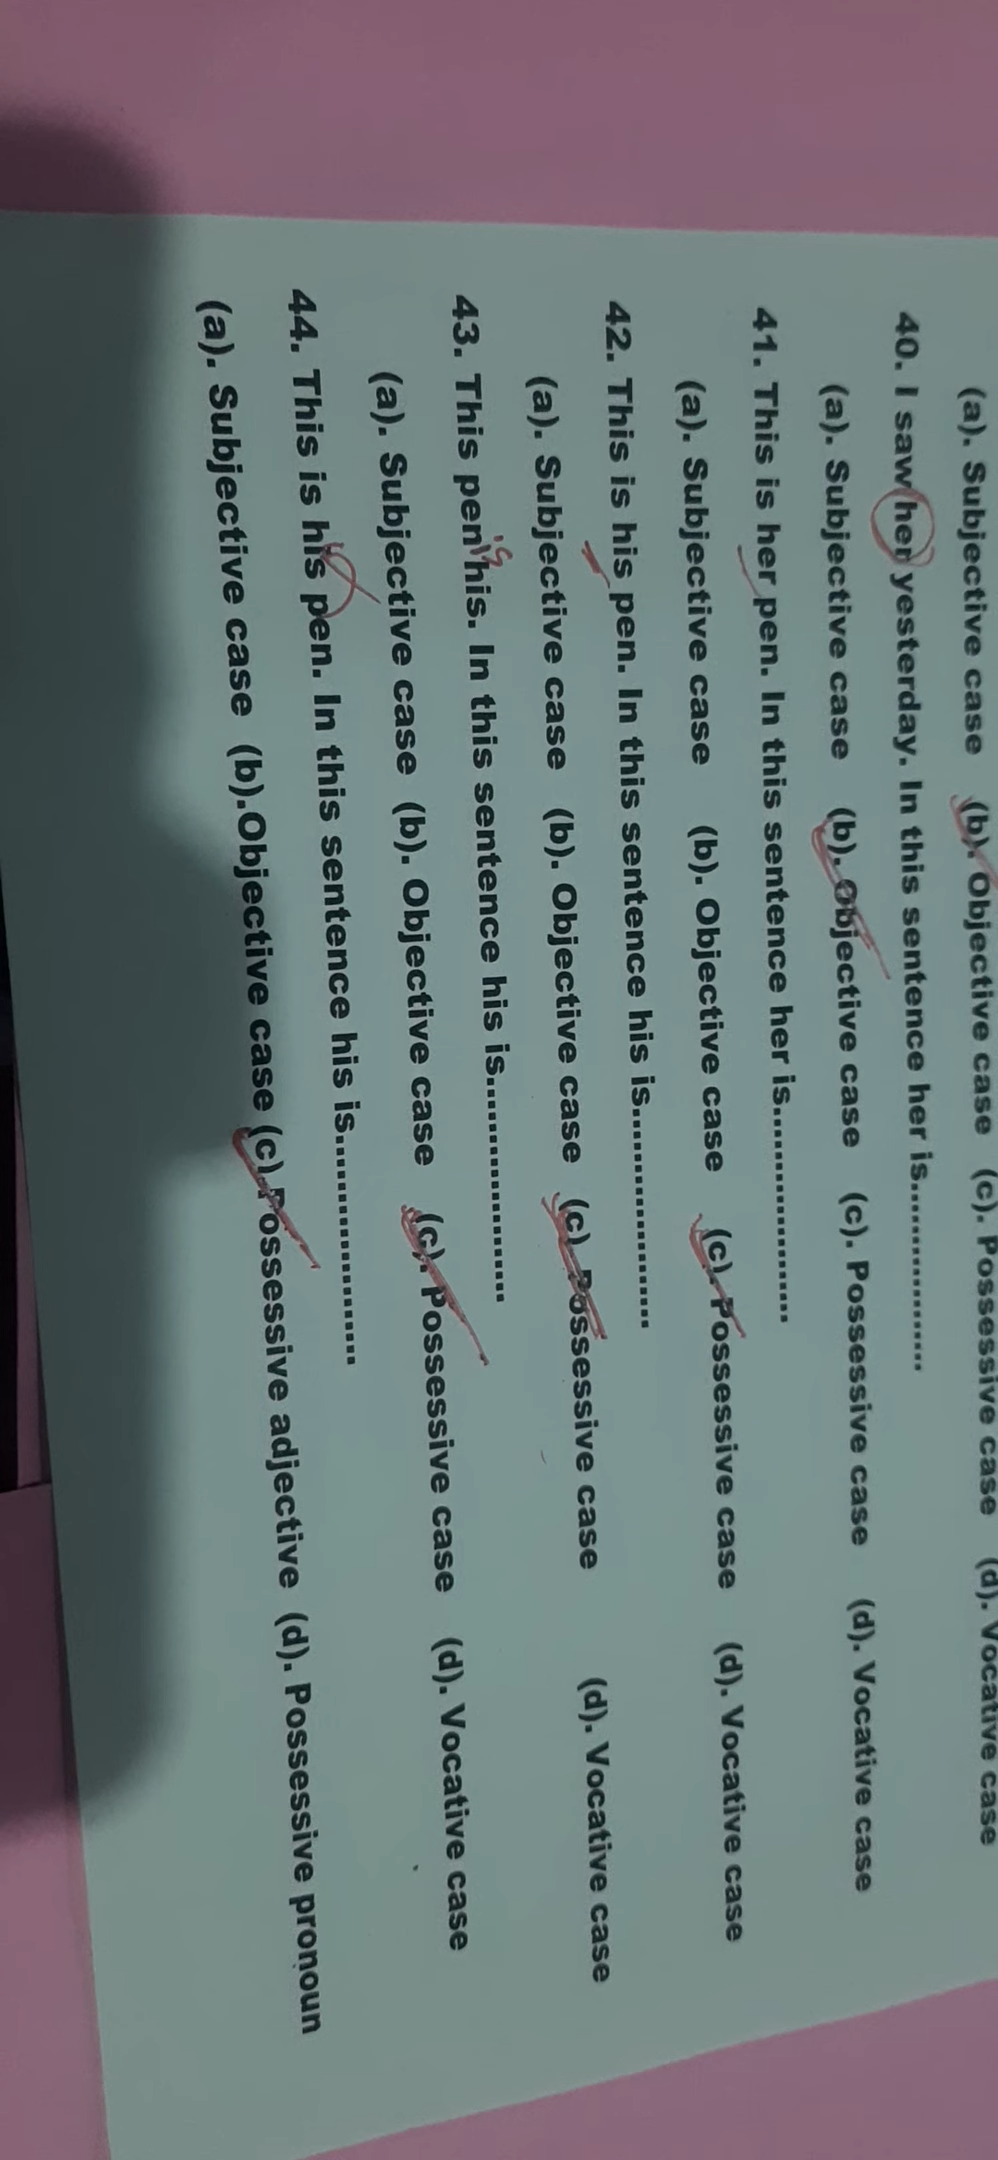 (a). Subjective case (b). Objective case (c). Possessive case (d). Vocative case
40. I saw her yesterday. In this sentence her is................
(a). Subjective case (b). Objective case (c). Possessive case (d). Vocative case
41. This is her pen. In this sentence her is..................
(a). Subjective case (b). Objective case (c). Possessive case (d). Vocative case
42. This is his pen. In this sentence his is..................
(a). Subjective case (b). Objective case (c). Possessive case (d). Vocative case
43. This pen is his. In this sentence his is..................
(a). Subjective case (b). Objective case (c). Possessive case (d). Vocative case
44. This is his pen. In this sentence his is..................
(a). Subjective case (b).Objective case (c).Possessive adjective (d). Possessive pronoun